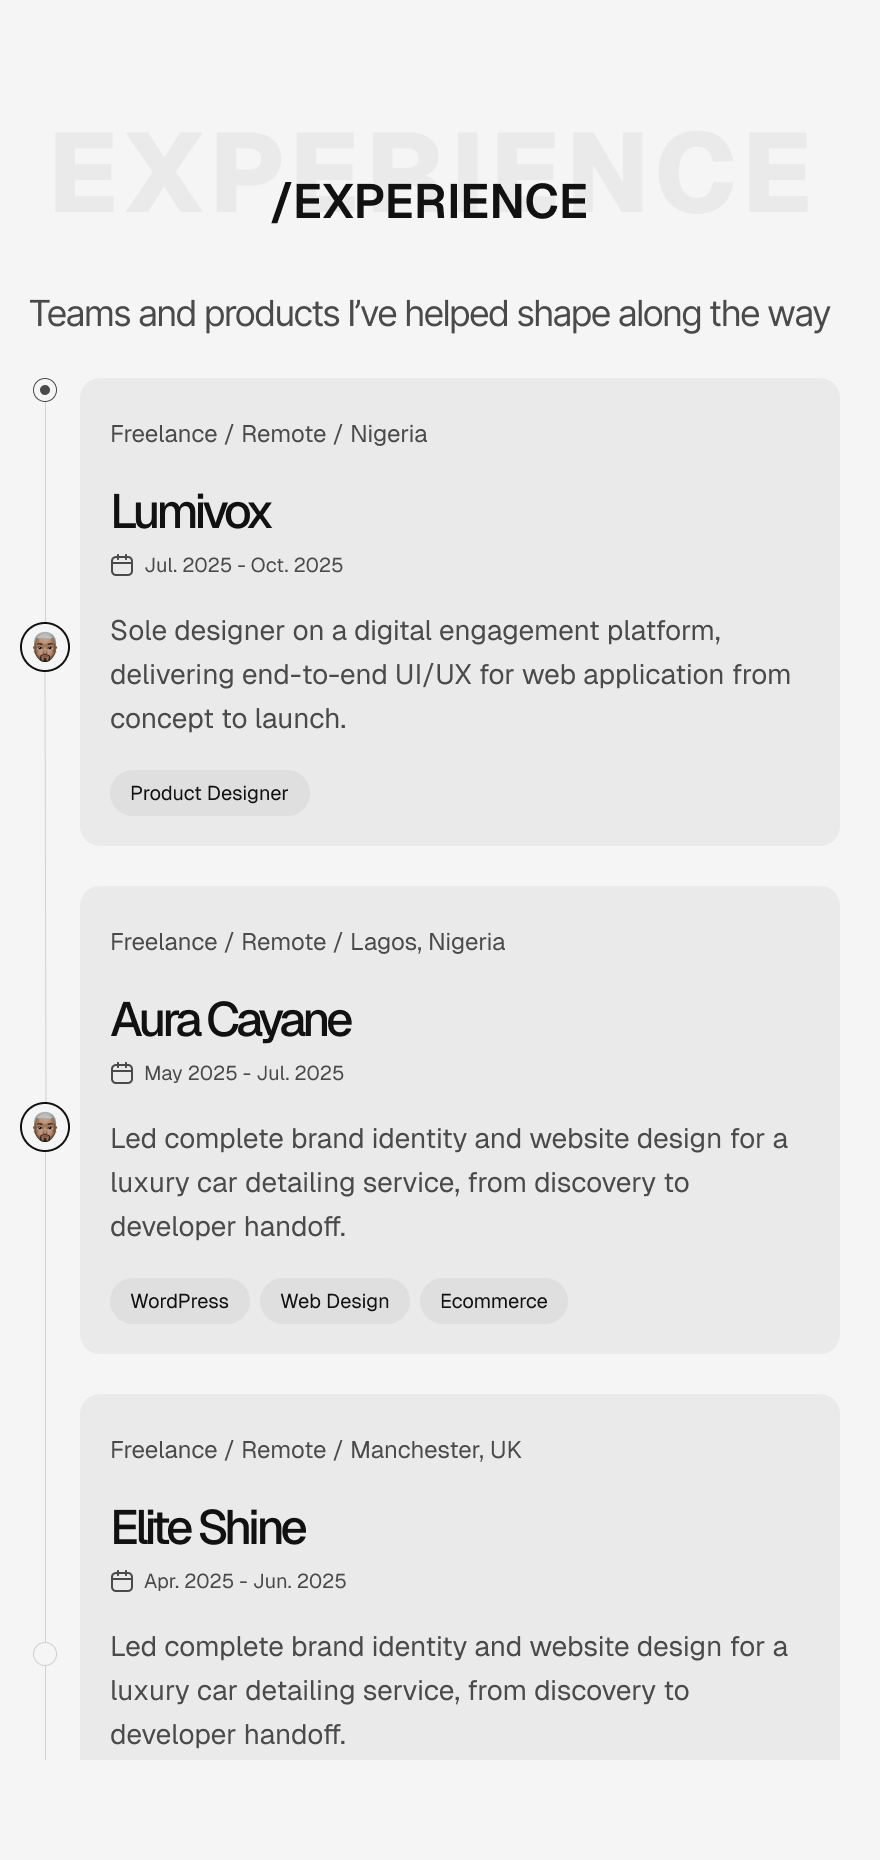 EXPERIENCE
/EXPERIENCE
Teams and products I’ve helped shape along the way
Freelance / Remote / Nigeria
Lumivox
Jul. 2025 - Oct. 2025
Sole designer on a digital engagement platform,
delivering end-to-end UI/UX for web application from
concept to launch.
Product Designer
Freelance / Remote / Lagos, Nigeria
Aura Cayane
May 2025 - Jul. 2025
Led complete brand identity and website design for a
luxury car detailing service, from discovery to
developer handoff.
WordPress Web Design Ecommerce
Freelance / Remote / Manchester, UK
Elite Shine
Apr. 2025 - Jun. 2025
Led complete brand identity and website design for a
luxury car detailing service, from discovery to
developer handoff.